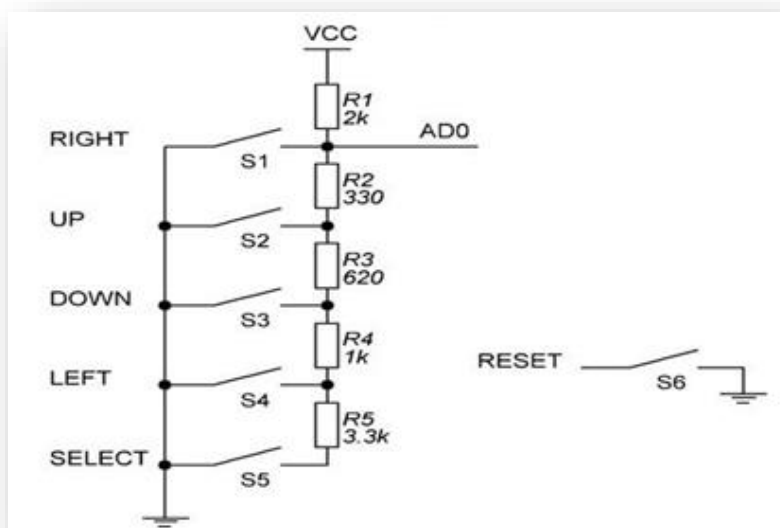 VCC
R1
2k
RIGHT
AD0
S1
R2
330
UP
S2
R3
620
DOWN
S3
R4
1k
LEFT
RESET
S4
S6
R5
3.3k
SELECT
S5